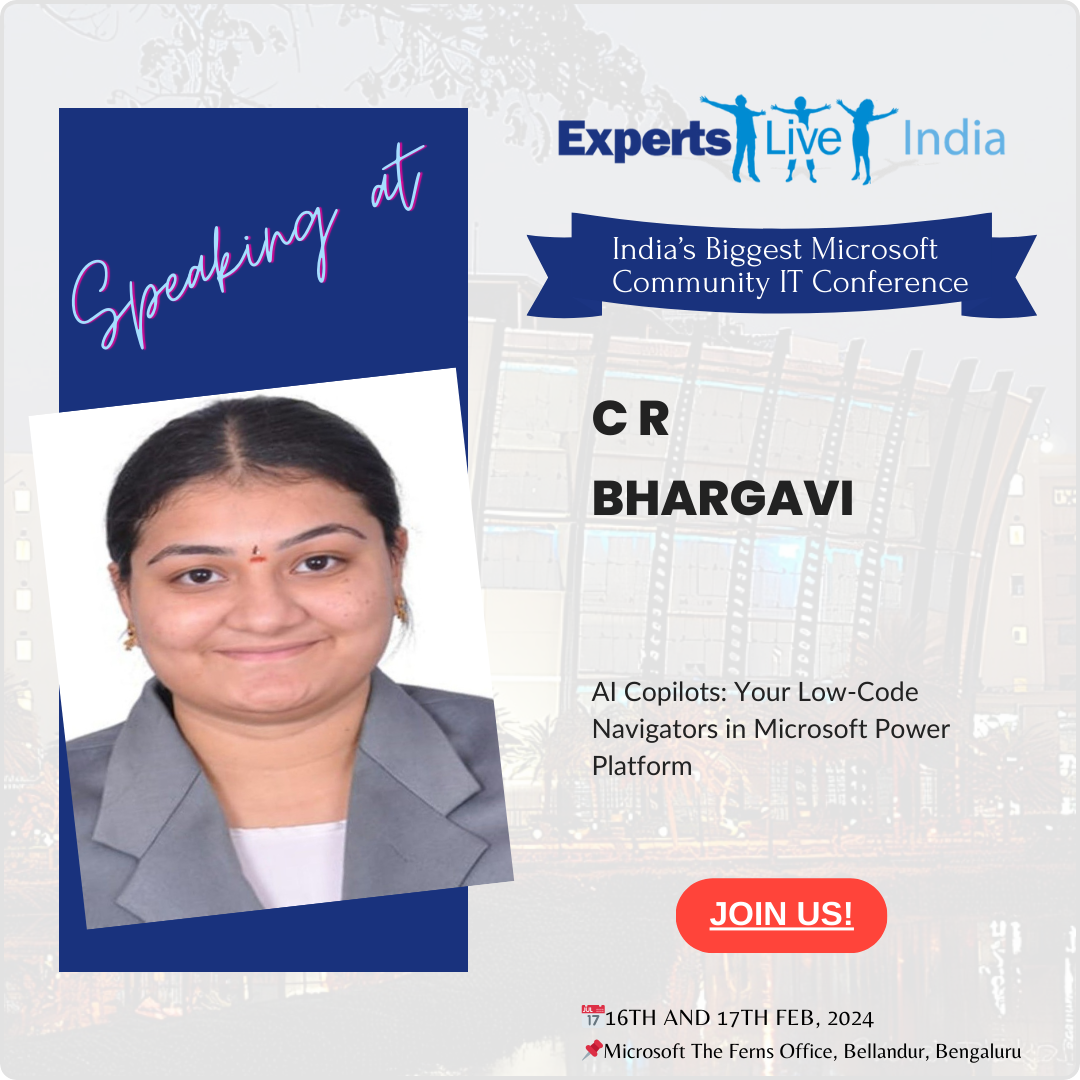 Speaking at
Experts Live India
India’s Biggest Microsoft
Community IT Conference
C R
BHARGAVI
AI Copilots: Your Low-Code
Navigators in Microsoft Power
Platform
JOIN US!
📅16TH AND 17TH FEB, 2024
📌Microsoft The Ferns Office, Bellandur, Bengaluru